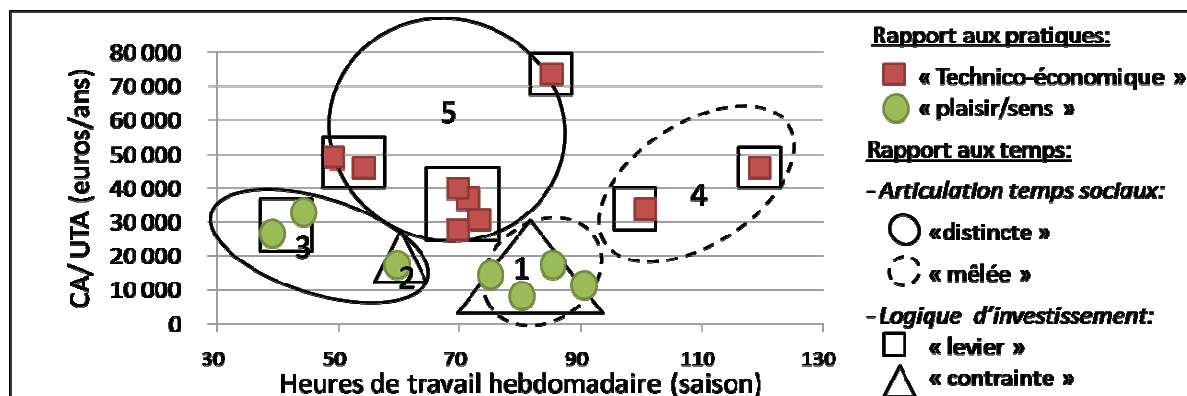 CA/ UTA (euros/ans)
80 000
70 000
60 000
50 000
40 000
30 000
20 000
10 000
0
30 50 70 90 110 130
Heures de travail hebdomadaire (saison)
5
4
3
2
1
Rapport aux pratiques:
« Technico-économique »
« plaisir/sens »
Rapport aux temps:
- Articulation temps sociaux:
«distincte »
« mêlée »
- Logique d’investissement:
« levier »
« contrainte »